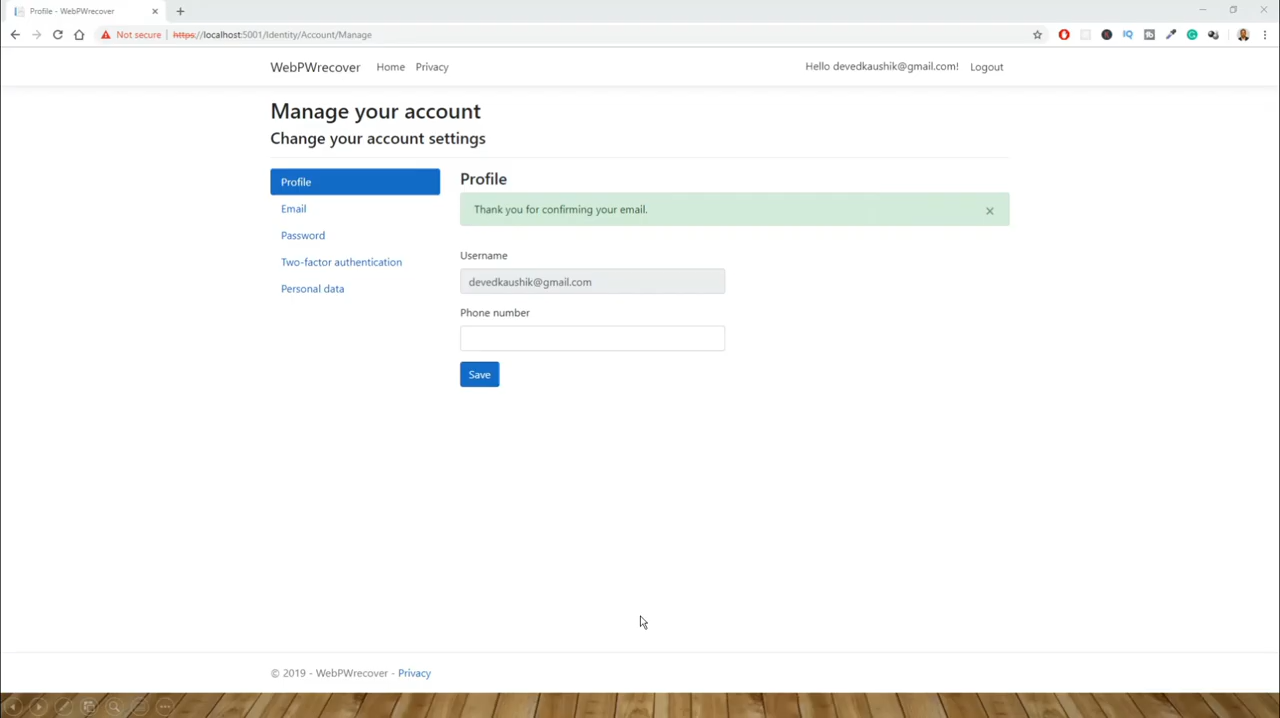 Profile - WebPWrecover
Not secure | https://localhost:5001/Identity/Account/Manage
WebPWrecover Home Privacy Hello devedkaushik@gmail.com! Logout
Manage your account
Change your account settings
Profile
Email
Password
Two-factor authentication
Personal data
Profile
Thank you for confirming your email. ×
Username
devedkaushik@gmail.com
Phone number
Save
© 2019 - WebPWrecover - Privacy